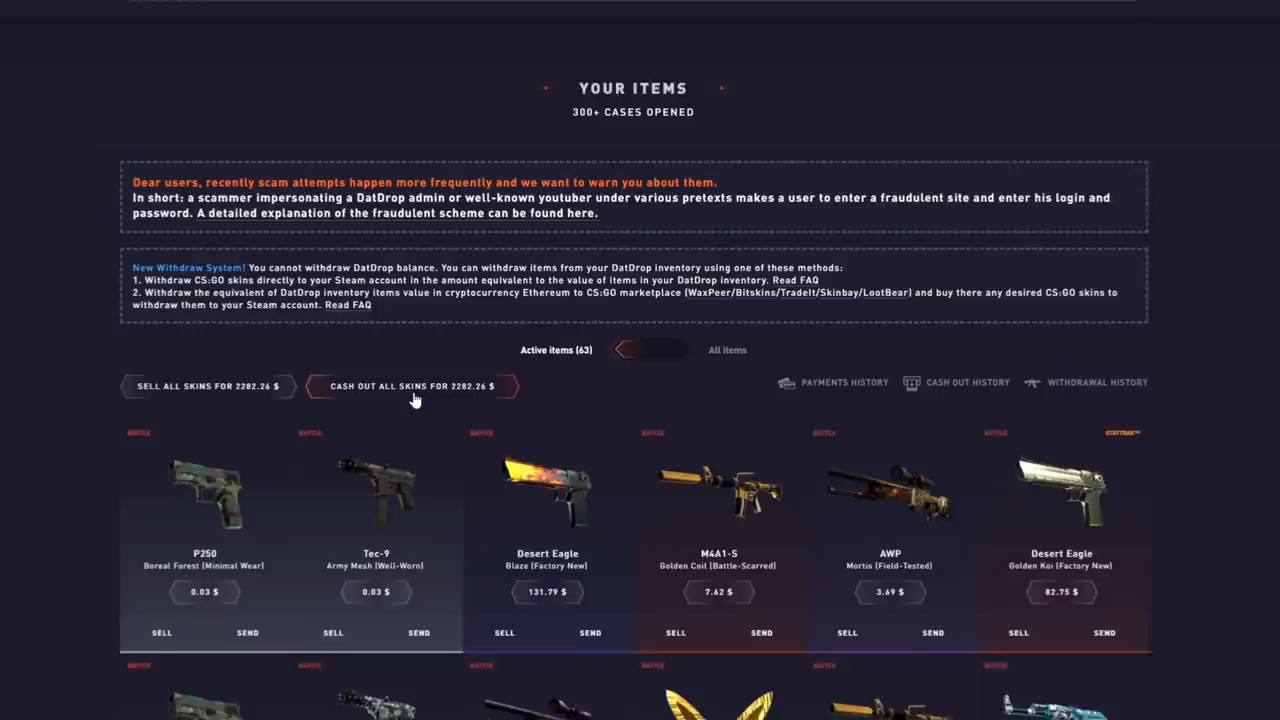 YOUR ITEMS
300+ CASES OPENED
Dear users, recently scam attempts happen more frequently and we want to warn you about them.
In short: a scammer impersonating a DatDrop admin or well-known youtuber under various pretexts makes a user to enter a fraudulent site and enter his login and
password. A detailed explanation of the fraudulent scheme can be found here.
New Withdraw System! You cannot withdraw DatDrop balance. You can withdraw items from your DatDrop inventory using one of these methods:
1. Withdraw CS:GO skins directly to your Steam account in the amount equivalent to the value of items in your DatDrop inventory. Read FAQ
2. Withdraw the equivalent of DatDrop inventory items value in cryptocurrency Ethereum to CS:GO marketplace (WaxPeer/Bitskins/TradeIt/Skinbay/LootBear) and buy there any desired CS:GO skins to
withdraw them to your Steam account. Read FAQ
Active items (63) All items
SELL ALL SKINS FOR 2282.26 $ CASH OUT ALL SKINS FOR 2282.26 $ PAYMENTS HISTORY CASH OUT HISTORY WITHDRAWAL HISTORY
BATTLE BATTLE BATTLE BATTLE BATTLE BATTLE STATTRAK™
P250 Tec-9 Desert Eagle M4A1-S AWP Desert Eagle
Boreal Forest (Minimal Wear) Army Mesh (Well-Worn) Blaze (Factory New) Golden Coil (Battle-Scarred) Mortis (Field-Tested) Golden Koi (Factory New)
0.03 $ 0.03 $ 131.79 $ 7.62 $ 3.69 $ 82.75 $
SELL SEND SELL SEND SELL SEND SELL SEND SELL SEND SELL SEND
BATTLE BATTLE BATTLE BATTLE BATTLE BATTLE